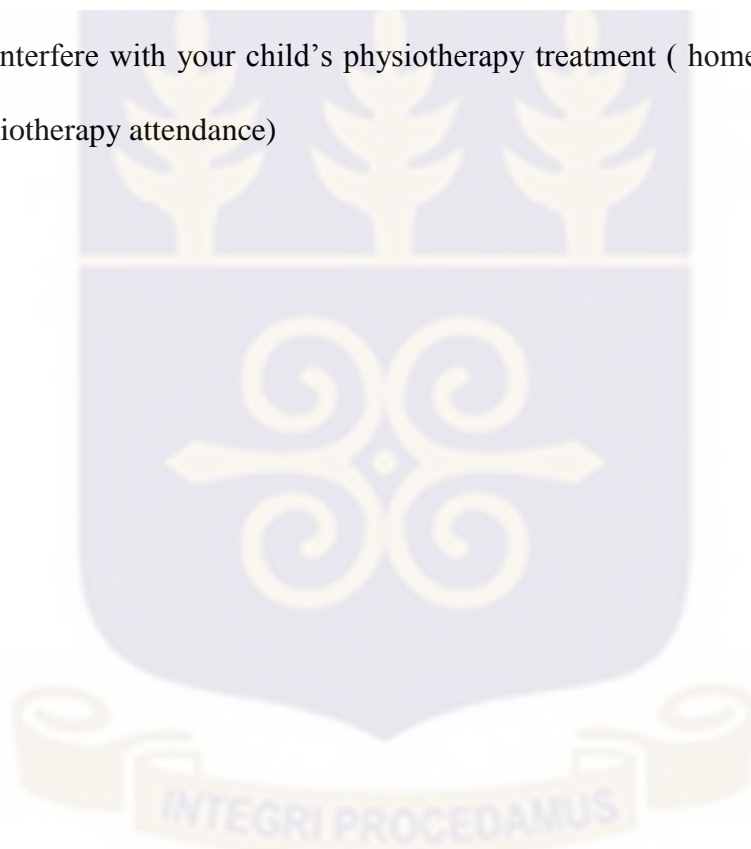 nterfere with your child’s physiotherapy treatment ( home
iotherapy attendance)
INTEGRI PROCEDAMUS